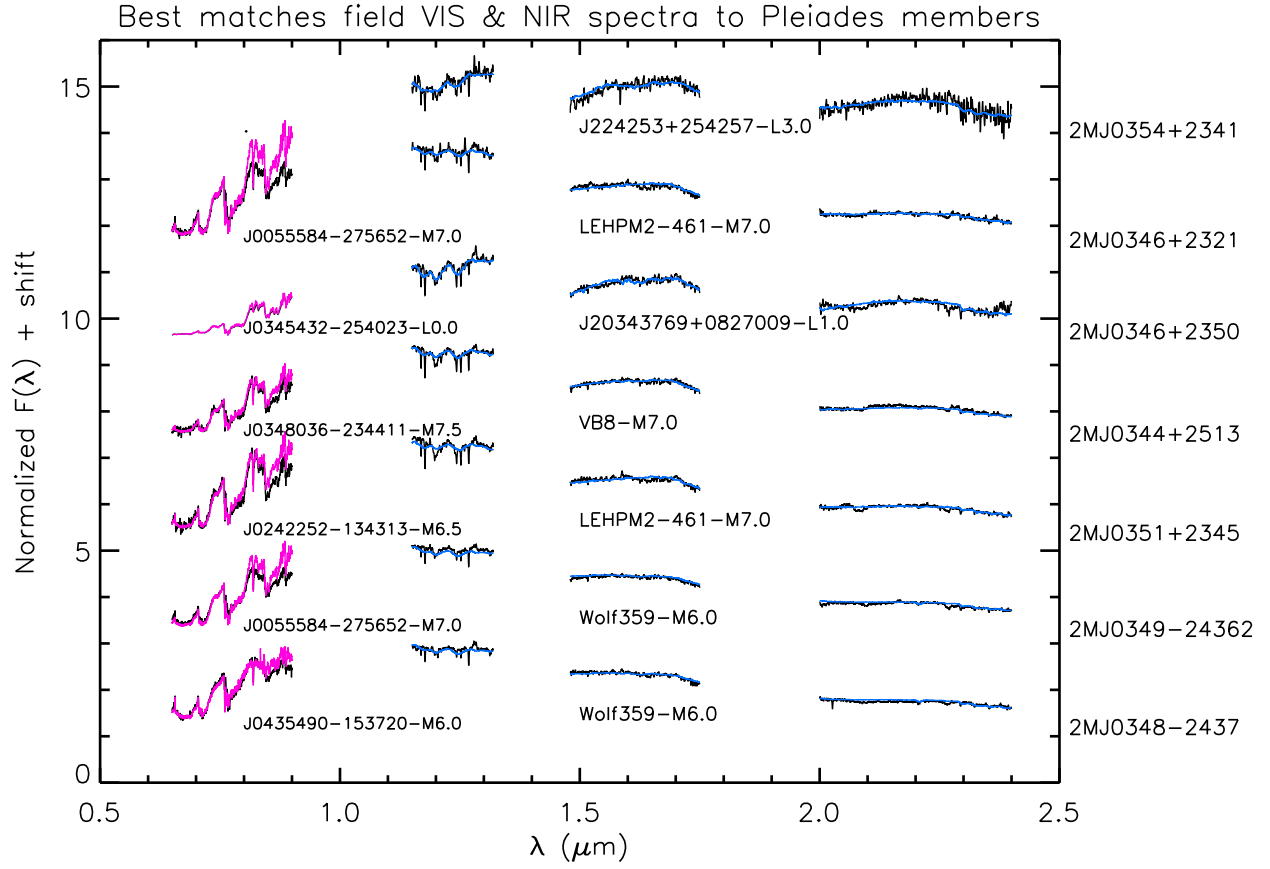 Best matches field VIS & NIR spectra to Pleiades members
Normalized F(λ) + shift
15
10
5
0
J224253+254257-L3.0
2MJ0354+2341
J0055584-275652-M7.0
LEHPM2-461-M7.0
2MJ0346+2321
J0345432-254023-L0.0
J20343769+0827009-L1.0
2MJ0346+2350
J0348036-234411-M7.5
VB8-M7.0
2MJ0344+2513
J0242252-134313-M6.5
LEHPM2-461-M7.0
2MJ0351+2345
J0055584-275652-M7.0
Wolf359-M6.0
2MJ0349-24362
J0435490-153720-M6.0
Wolf359-M6.0
2MJ0348-2437
0.5 1.0 1.5 2.0 2.5
λ (μm)